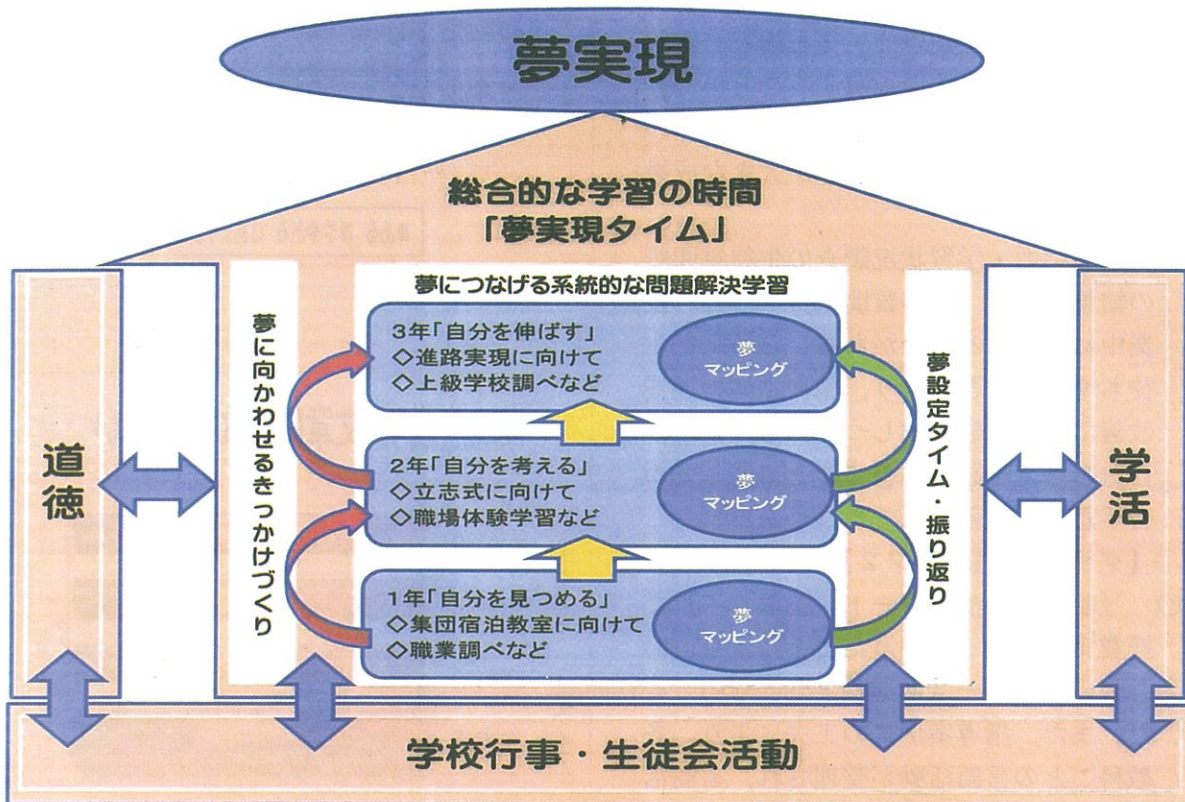 夢実現
総合的な学習の時間
「夢実現タイム」
夢につなげる系統的な問題解決学習
3年「自分を伸ばす」
◇進路実現に向けて
◇上級学校調べなど
夢
マッピング
2年「自分を考える」
◇立志式に向けて
◇職場体験学習など
夢
マッピング
1年「自分を見つめる」
◇集団宿泊教室に向けて
◇職業調べなど
夢
マッピング
夢に向かわせるきっかけづくり
夢設定タイム・振り返り
道徳
学活
学校行事・生徒会活動